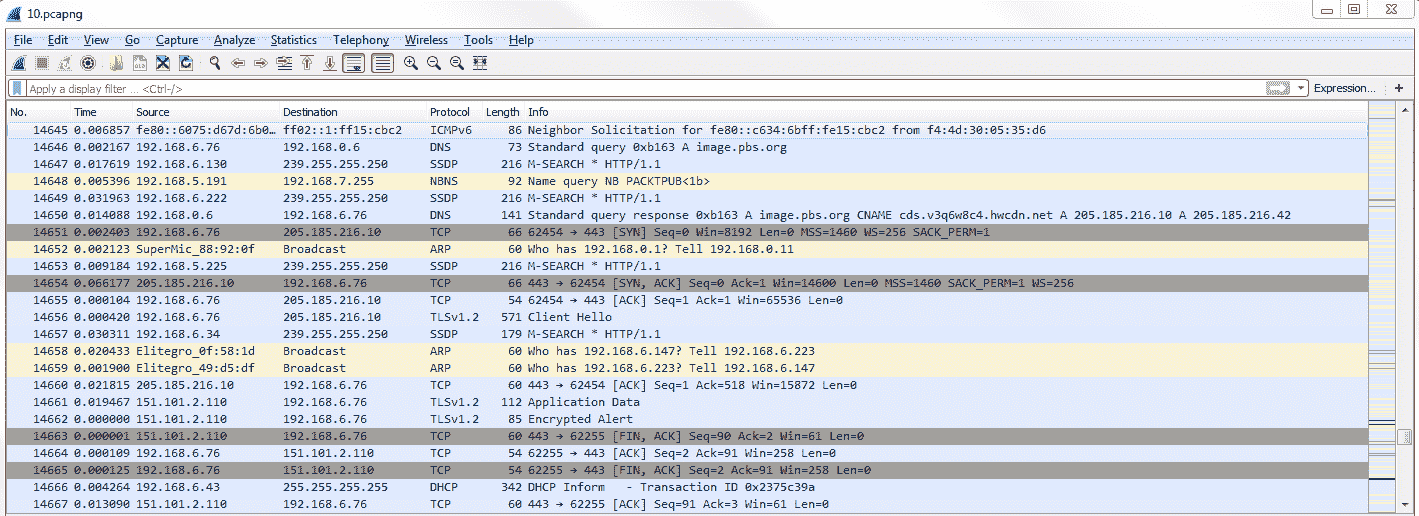 10.pcapng
File Edit View Go Capture Analyze Statistics Telephony Wireless Tools Help
Apply a display filter ... <Ctrl-/> Expression... +
No. Time Source Destination Protocol Length Info
14645 0.006857 fe80::6075:d67d:6b0... ff02::1:ff15:cbc2 ICMPv6 86 Neighbor Solicitation for fe80::c634:6bff:fe15:cbc2 from f4:4d:30:05:35:d6
14646 0.002167 192.168.6.76 192.168.0.6 DNS 73 Standard query 0xb163 A image.pbs.org
14647 0.017619 192.168.6.130 239.255.255.250 SSDP 216 M-SEARCH * HTTP/1.1
14648 0.005396 192.168.5.191 192.168.7.255 NBNS 92 Name query NB PACKTPUB<1b>
14649 0.031963 192.168.6.222 239.255.255.250 SSDP 216 M-SEARCH * HTTP/1.1
14650 0.014088 192.168.0.6 192.168.6.76 DNS 141 Standard query response 0xb163 A image.pbs.org CNAME cds.v3q6w8c4.hwcdn.net A 205.185.216.10 A 205.185.216.42
14651 0.002403 192.168.6.76 205.185.216.10 TCP 66 62454 → 443 [SYN] Seq=0 Win=8192 Len=0 MSS=1460 WS=256 SACK_PERM=1
14652 0.002123 SuperMic_88:92:0f Broadcast ARP 60 Who has 192.168.0.1? Tell 192.168.0.11
14653 0.009184 192.168.5.225 239.255.255.250 SSDP 216 M-SEARCH * HTTP/1.1
14654 0.066177 205.185.216.10 192.168.6.76 TCP 66 443 → 62454 [SYN, ACK] Seq=0 Ack=1 Win=14600 Len=0 MSS=1460 SACK_PERM=1 WS=256
14655 0.000104 192.168.6.76 205.185.216.10 TCP 54 62454 → 443 [ACK] Seq=1 Ack=1 Win=65536 Len=0
14656 0.000420 192.168.6.76 205.185.216.10 TLSv1.2 571 Client Hello
14657 0.030311 192.168.6.34 239.255.255.250 SSDP 179 M-SEARCH * HTTP/1.1
14658 0.020433 Elitegro_0f:58:1d Broadcast ARP 60 Who has 192.168.6.147? Tell 192.168.6.223
14659 0.001900 Elitegro_49:d5:df Broadcast ARP 60 Who has 192.168.6.223? Tell 192.168.6.147
14660 0.021815 205.185.216.10 192.168.6.76 TCP 60 443 → 62454 [ACK] Seq=1 Ack=518 Win=15872 Len=0
14661 0.019467 151.101.2.110 192.168.6.76 TLSv1.2 112 Application Data
14662 0.000000 151.101.2.110 192.168.6.76 TLSv1.2 85 Encrypted Alert
14663 0.000001 151.101.2.110 192.168.6.76 TCP 60 443 → 62255 [FIN, ACK] Seq=90 Ack=2 Win=61 Len=0
14664 0.000109 192.168.6.76 151.101.2.110 TCP 54 62255 → 443 [ACK] Seq=2 Ack=91 Win=258 Len=0
14665 0.000125 192.168.6.76 151.101.2.110 TCP 54 62255 → 443 [FIN, ACK] Seq=2 Ack=91 Win=258 Len=0
14666 0.004264 192.168.6.43 255.255.255.255 DHCP 342 DHCP Inform - Transaction ID 0x2375c39a
14667 0.013090 151.101.2.110 192.168.6.76 TCP 60 443 → 62255 [ACK] Seq=91 Ack=3 Win=61 Len=0